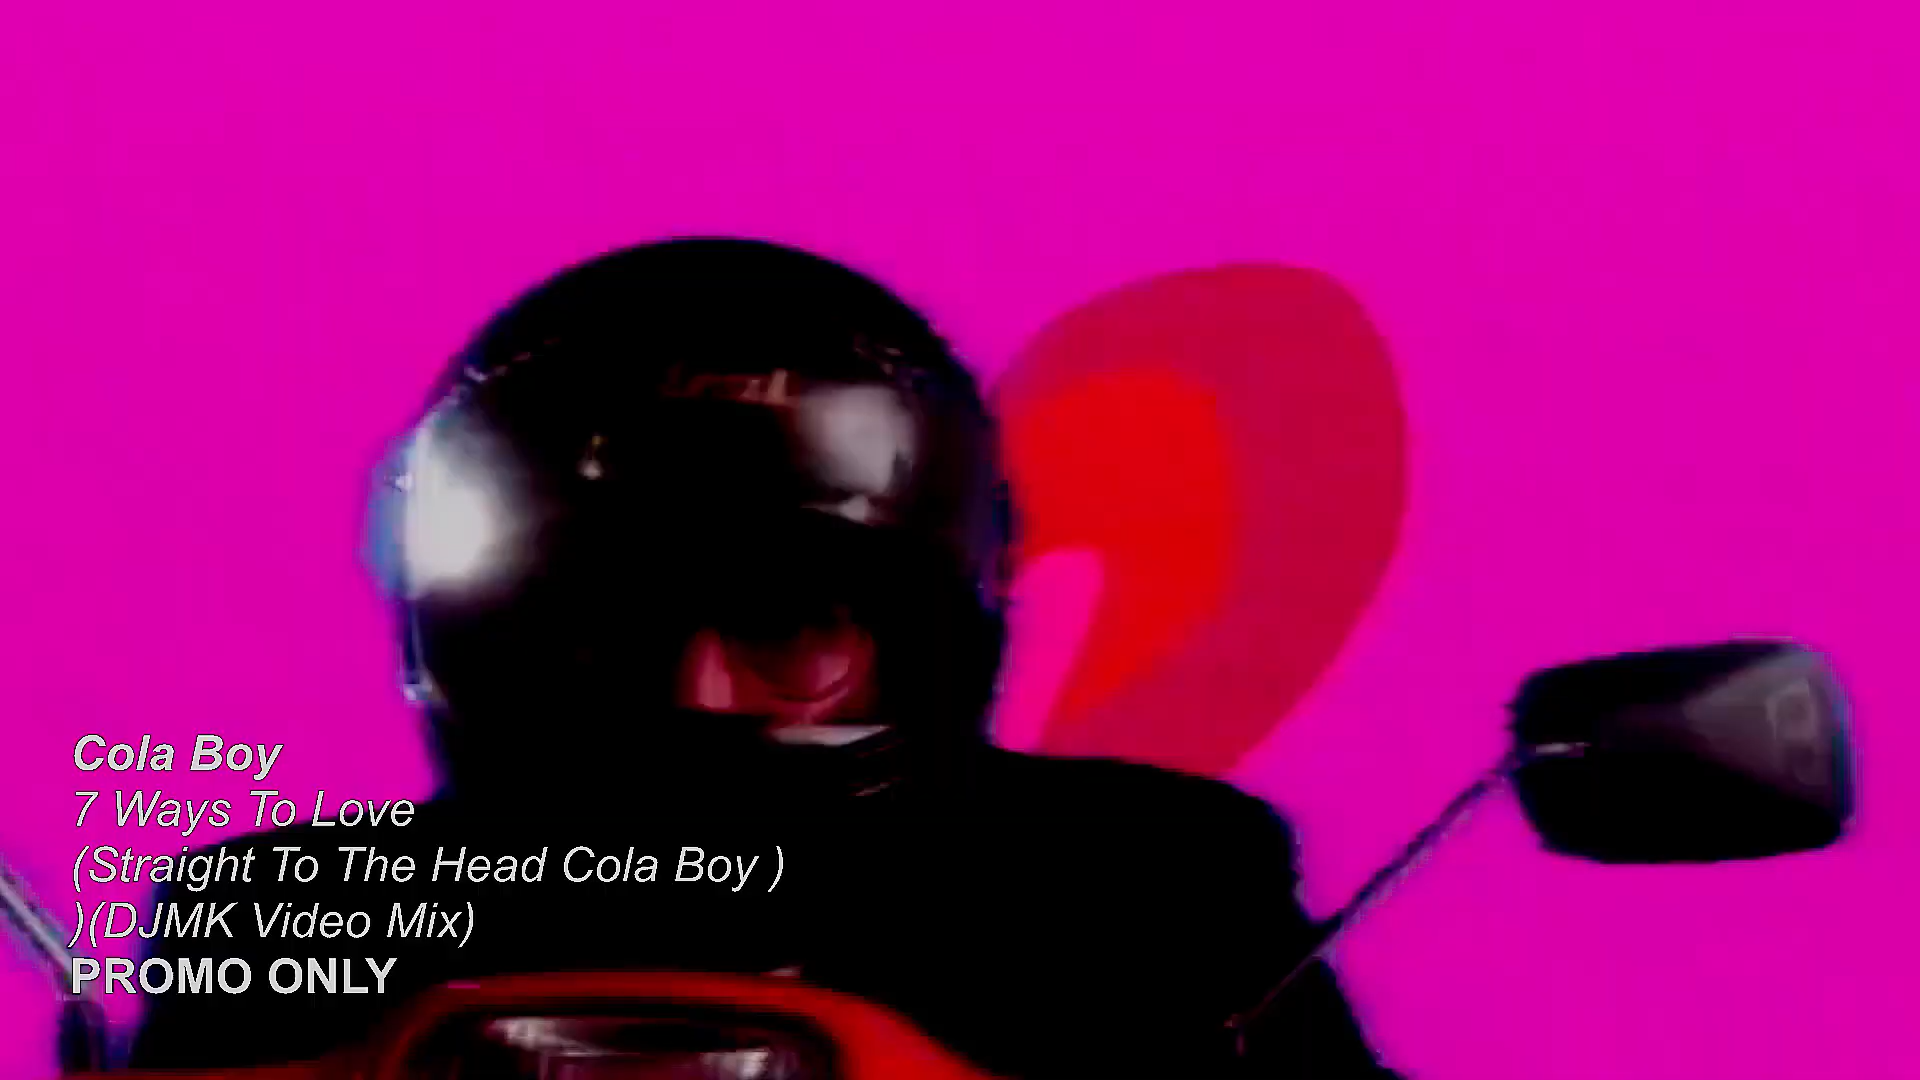 Cola Boy
7 Ways To Love
(Straight To The Head Cola Boy )
)(DJMK Video Mix)
PROMO ONLY